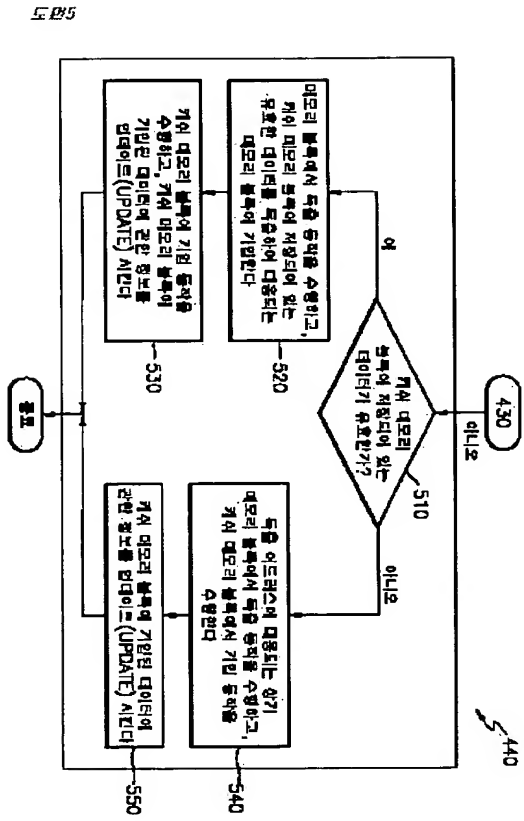 도면5
440
430
아니오
캐쉬 메모리
블록에 저장되어 있는
데이터가 유효한가?
510
예
아니오
메모리 블록에서 독출 동작을 수행하고,
캐쉬 메모리 블록에 저장되어 있는
유효한 데이터를 독출하여 대응되는
메모리 블록에 기입한다
520
독출 어드레스에 대응되는 상기
메모리 블록에서 독출 동작을 수행하고,
캐쉬 메모리 블록에서 기입 동작을
수행한다
540
캐쉬 메모리 블록에 기입 동작을
수행하고, 캐쉬 메모리 블록에
기입된 데이터에 관한 정보를
업데이트(UPDATE) 시킨다
530
캐쉬 메모리 블록에 기입된 데이터에
관한 정보를 업데이트(UPDATE) 시킨다
550
종료